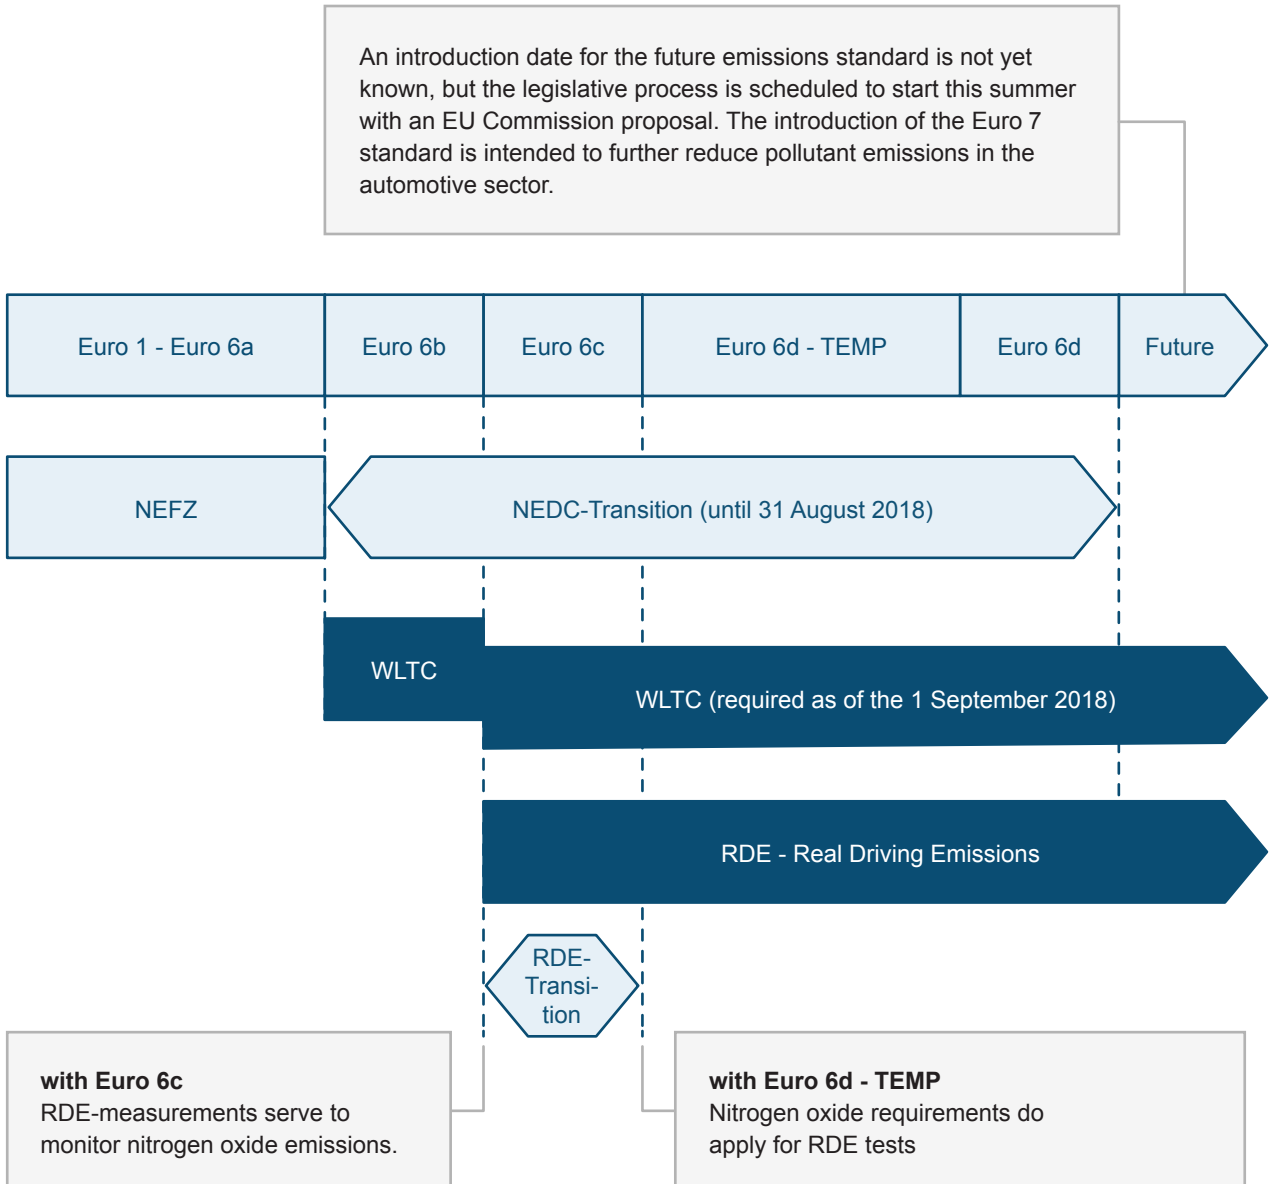 An introduction date for the future emissions standard is not yet
known, but the legislative process is scheduled to start this summer
with an EU Commission proposal. The introduction of the Euro 7
standard is intended to further reduce pollutant emissions in the
automotive sector.
Euro 1 - Euro 6a
Euro 6b
Euro 6c
Euro 6d - TEMP
Euro 6d
Future
NEFZ
NEDC-Transition (until 31 August 2018)
WLTC
WLTC (required as of the 1 September 2018)
RDE - Real Driving Emissions
RDE-
Transi-
tion
with Euro 6c
RDE-measurements serve to
monitor nitrogen oxide emissions.
with Euro 6d - TEMP
Nitrogen oxide requirements do
apply for RDE tests